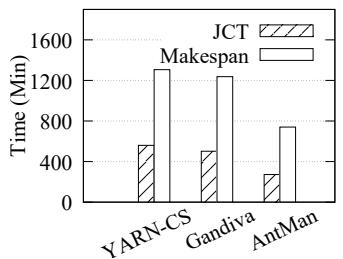 JCT
Makespan
Time (Min)
1600
1200
800
400
0
YARN-CS
Gandiva
AntMan